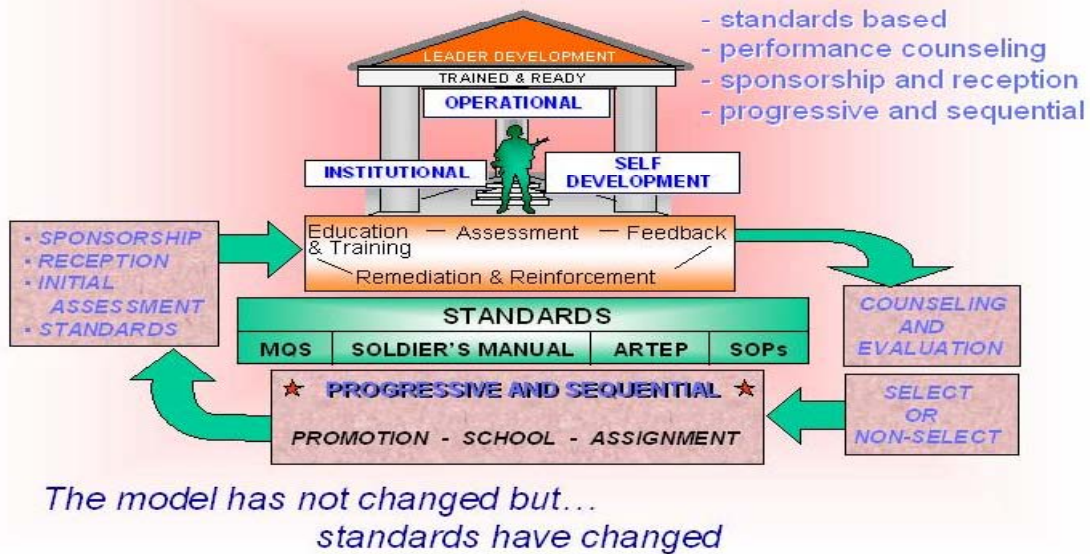 - standards based
- performance counseling
- sponsorship and reception
- progressive and sequential
LEADER DEVELOPMENT
TRAINED & READY
OPERATIONAL
INSTITUTIONAL
SELF
DEVELOPMENT
• SPONSORSHIP
• RECEPTION
• INITIAL
ASSESSMENT
• STANDARDS
Education — Assessment — Feedback
& Training
Remediation & Reinforcement
COUNSELING
AND
EVALUATION
STANDARDS
MQS SOLDIER'S MANUAL ARTEP SOPs
PROGRESSIVE AND SEQUENTIAL
PROMOTION - SCHOOL - ASSIGNMENT
SELECT
OR
NON-SELECT
The model has not changed but...
standards have changed